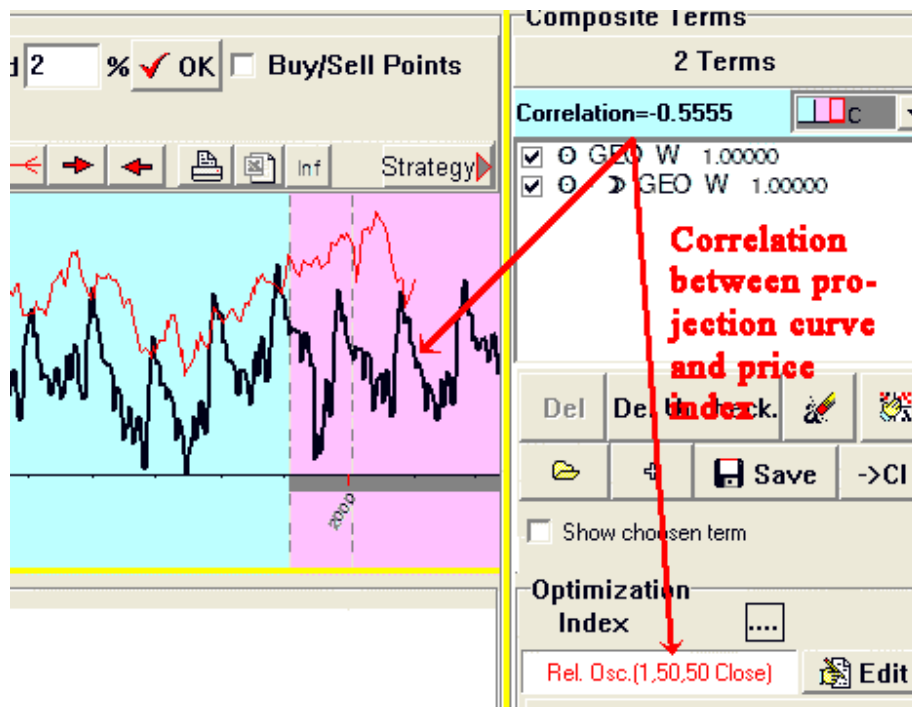 Composite Terms
2 % OK Buy/Sell Points
2 Terms
Correlation=-0.5555 C
Inf Strategy
GEO W 1.00000
GEO W 1.00000
Correlation
between pro-
jection curve
and price
index
Del
Save ->Cl
2000
Show choosen term
Optimization
Index ....
Rel. Osc.(1,50,50 Close) Edit